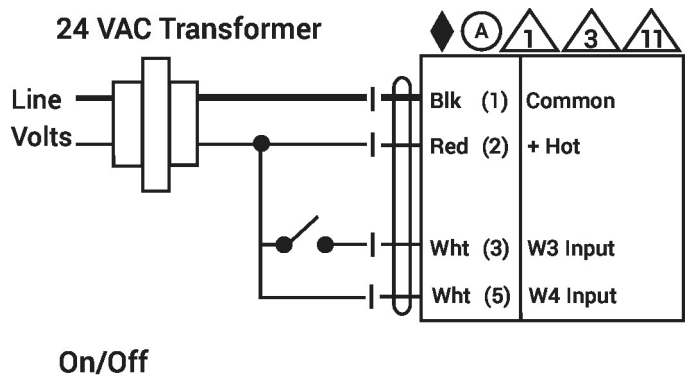 24 VAC Transformer
A 1 3 11
Line
Volts
Blk (1) Common
Red (2) + Hot
Wht (3) W3 Input
Wht (5) W4 Input
On/Off